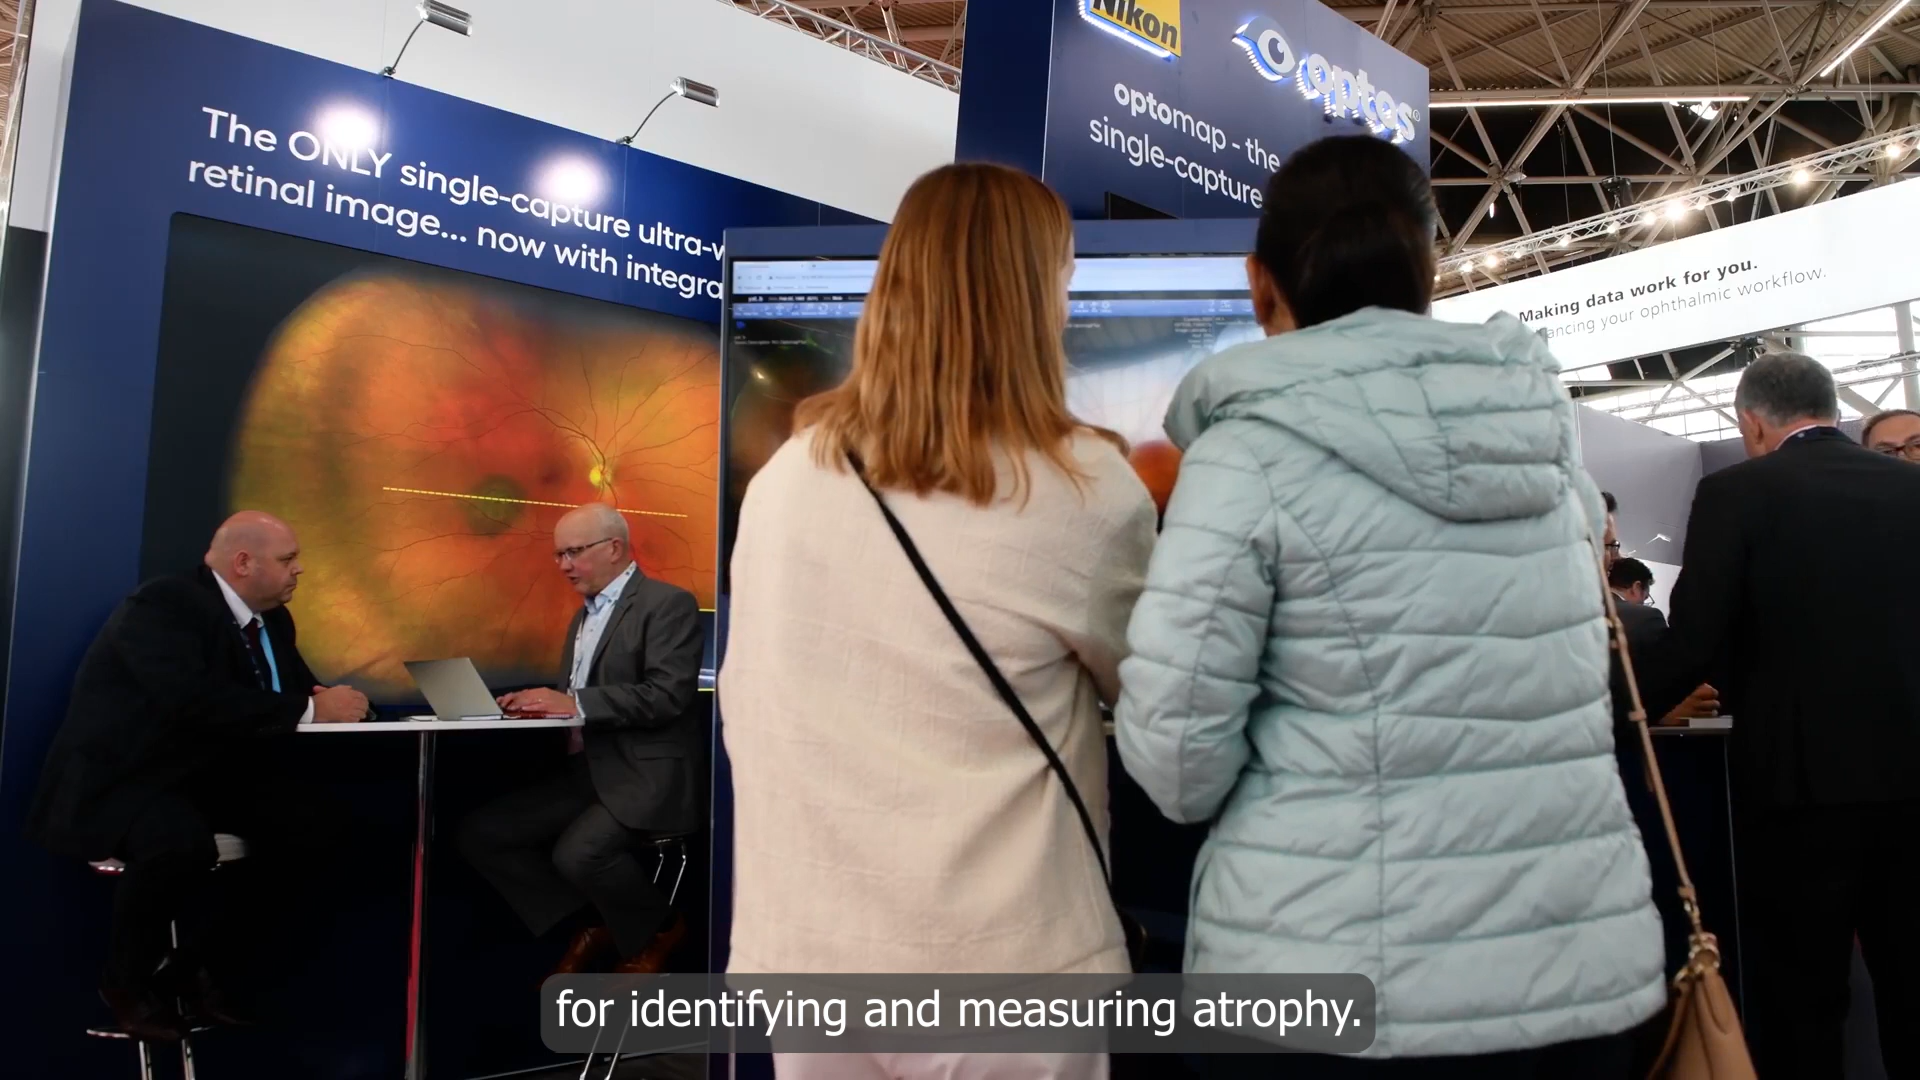 The ONLY single-capture ultra-w
retinal image... now with integra
Nikon
optos
optomap - the
single-capture
Making data work for you.
ancing your ophthalmic workflow.
for identifying and measuring atrophy.